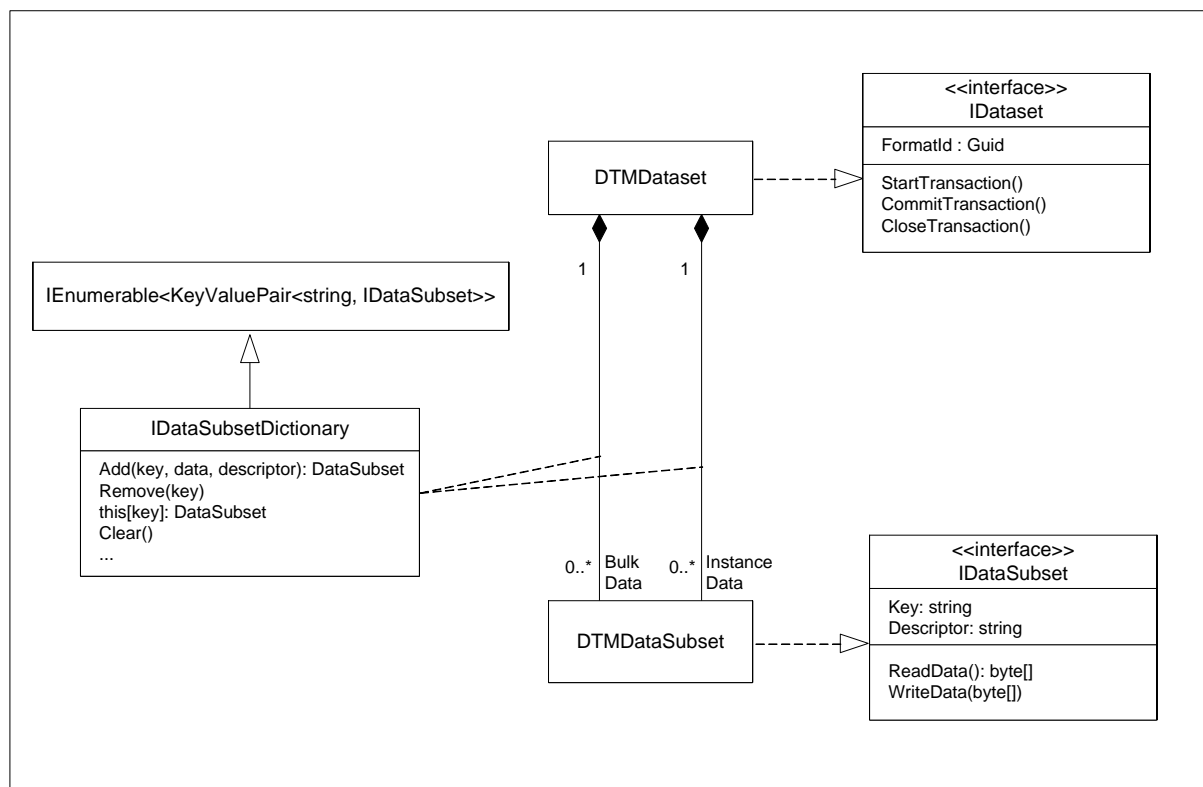 <<interface>>
IDataset
FormatId : Guid
StartTransaction()
CommitTransaction()
CloseTransaction()
DTMDataset
1
1
IEnumerable<KeyValuePair<string, IDataSubset>>
IDataSubsetDictionary
Add(key, data, descriptor): DataSubset
Remove(key)
this[key]: DataSubset
Clear()
...
0..*
Bulk
Data
0..*
Instance
Data
DTMDataSubset
<<interface>>
IDataSubset
Key: string
Descriptor: string
ReadData(): byte[]
WriteData(byte[])